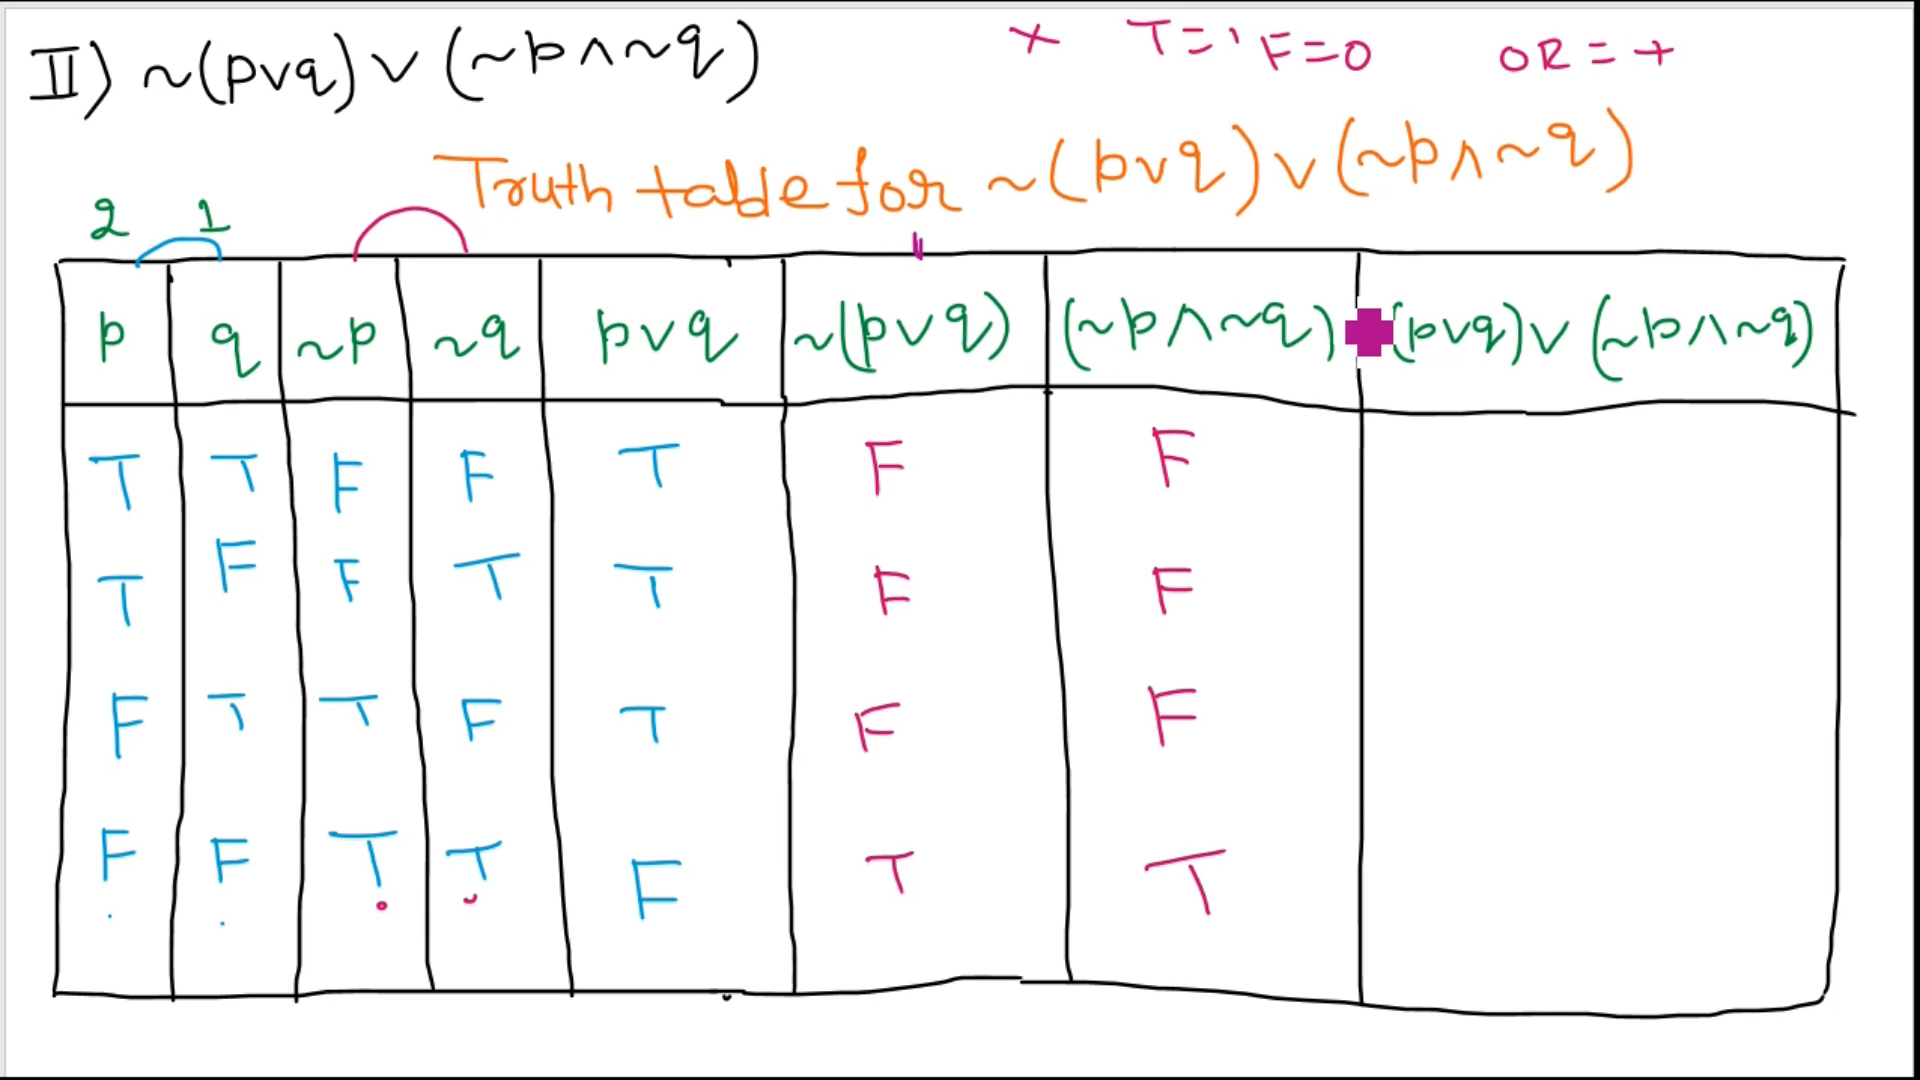 II) ~(p∨q)∨(~p∧~q)
× T=1 F=0 OR=+
Truth table for ~(p∨q)∨(~p∧~q)
2 1
p q ~p ~q p∨q ~(p∨q) (~p∧~q) (p∨q)∨(~p∧~q)
T T F F T F F
T F F T T F F
F T T F T F F
F F T T F T T